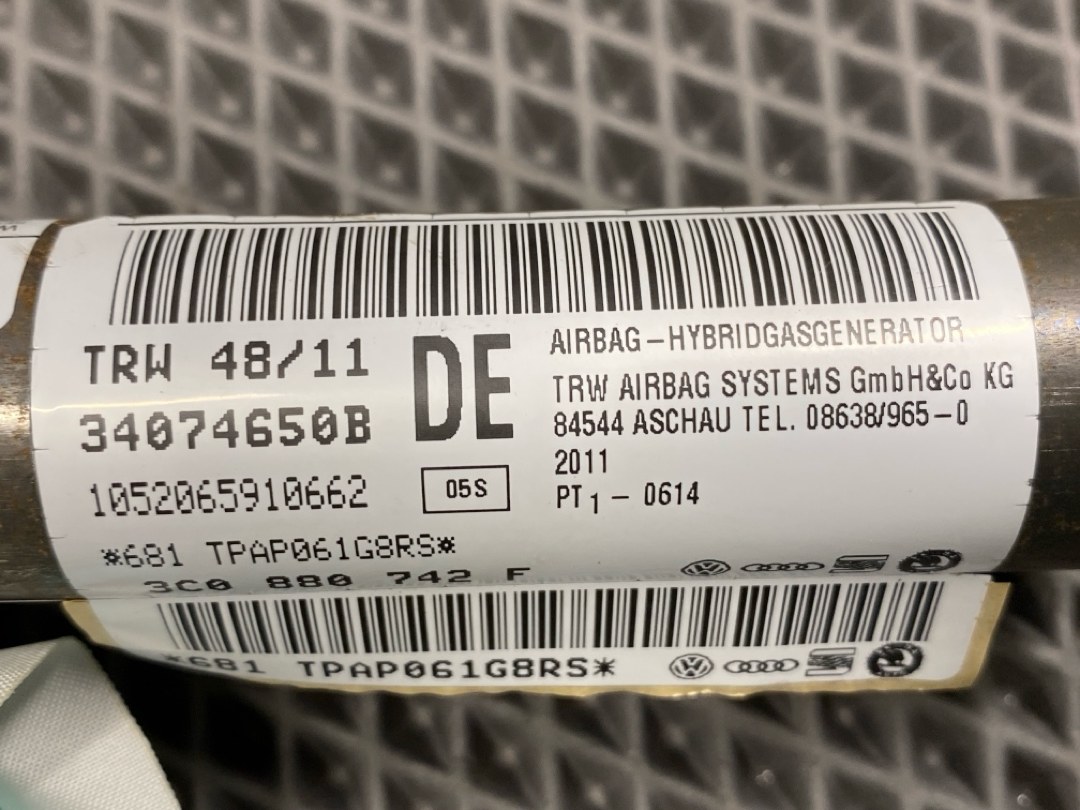 TRW 48/11
34074650B
1052065910662
DE
05S
AIRBAG-HYBRIDGASGENERATOR
TRW AIRBAG SYSTEMS GmbH&Co KG
84544 ASCHAU TEL. 08638/965-0
2011
PT1 - 0614
*681 TPAP061G8RS*
3C0 880 742 F
*681 TPAP061G8RS*